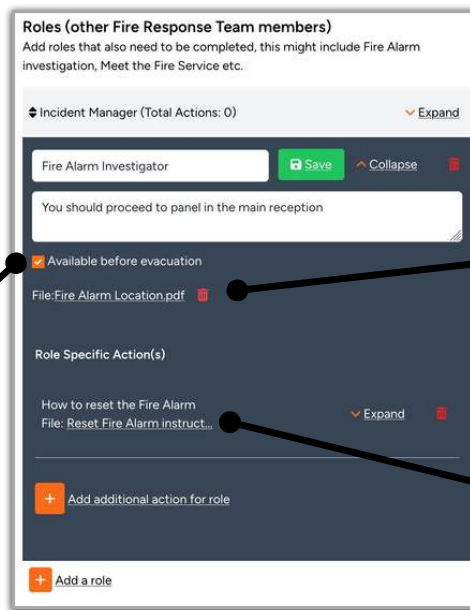 Roles (other Fire Response Team members)
Add roles that also need to be completed, this might include Fire Alarm
investigation, Meet the Fire Service etc.
Incident Manager (Total Actions: 0) Expand
Fire Alarm Investigator Save Collapse
You should proceed to panel in the main reception
Available before evacuation
File:Fire Alarm Location.pdf
Role Specific Action(s)
How to reset the Fire Alarm
File: Reset Fire Alarm instruct... Expand
+ Add additional action for role
+ Add a role